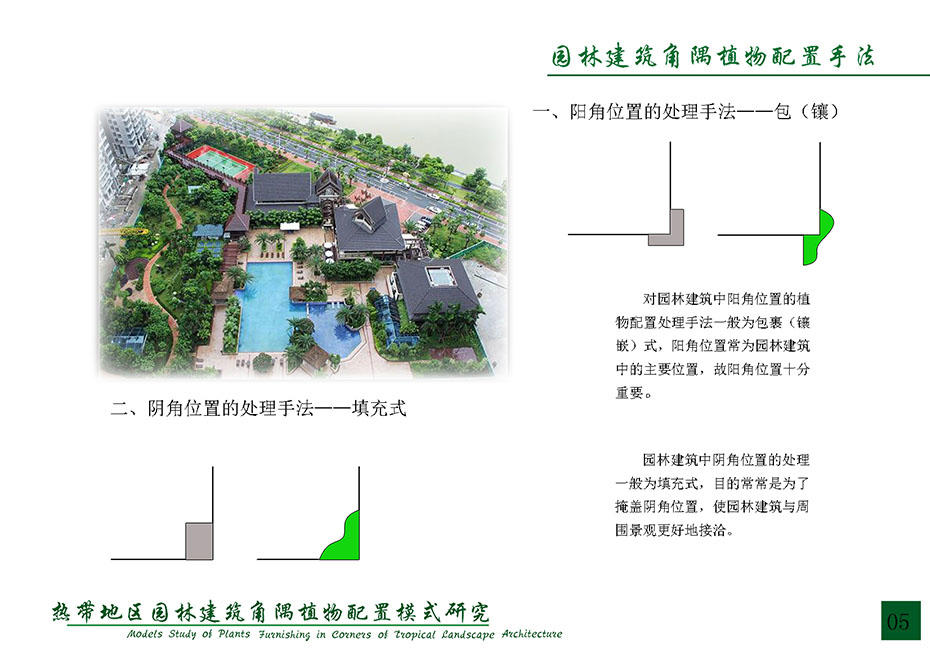 园林建筑角隅植物配置手法
一、阳角位置的处理手法——包（镶）
对园林建筑中阳角位置的植
物配置处理手法一般为包裹（镶
嵌）式，阳角位置常为园林建筑
中的主要位置，故阳角位置十分
重要。
二、阴角位置的处理手法——填充式
园林建筑中阴角位置的处理
一般为填充式，目的常常是为了
掩盖阴角位置，使园林建筑与周
围景观更好地接洽。
热带地区园林建筑角隅植物配置模式研究
Models Study of Plants Furnishing in Corners of Tropical Landscape Architecture
05